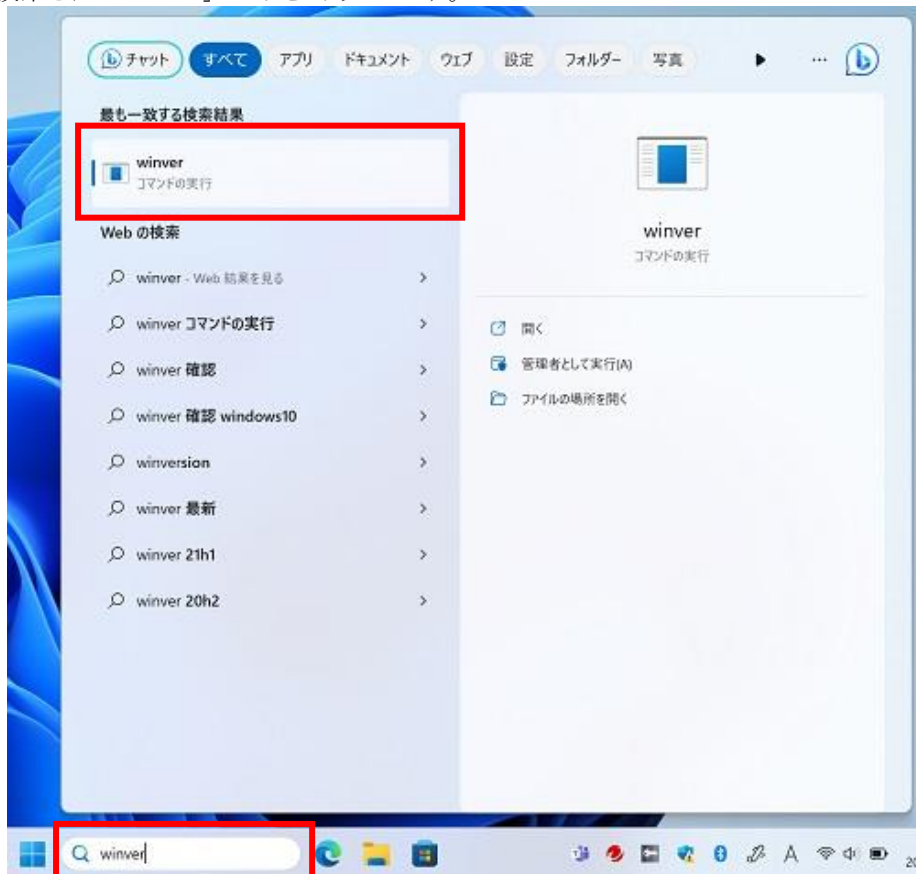 チャット すべて アプリ ドキュメント ウェブ 設定 フォルダー 写真 ...
最も一致する検索結果
winver
コマンドの実行
Web の検索
winver - Web 結果を見る
winver コマンドの実行
winver 確認
winver 確認 windows10
winversion
winver 最新
winver 21h1
winver 20h2
winver
コマンドの実行
開く
管理者として実行(A)
ファイルの場所を開く
winver
A
20